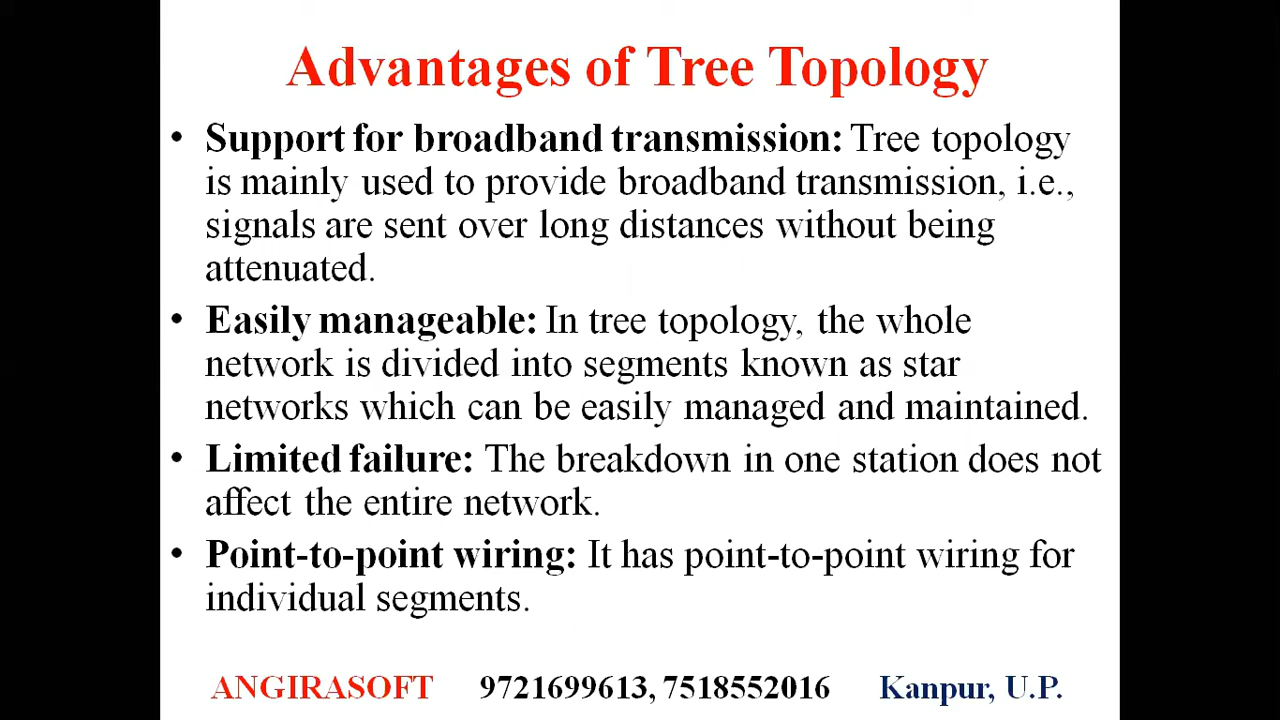 Advantages of Tree Topology
• Support for broadband transmission: Tree topology
is mainly used to provide broadband transmission, i.e.,
signals are sent over long distances without being
attenuated.
• Easily manageable: In tree topology, the whole
network is divided into segments known as star
networks which can be easily managed and maintained.
• Limited failure: The breakdown in one station does not
affect the entire network.
• Point-to-point wiring: It has point-to-point wiring for
individual segments.
ANGIRASOFT 9721699613, 7518552016 Kanpur, U.P.